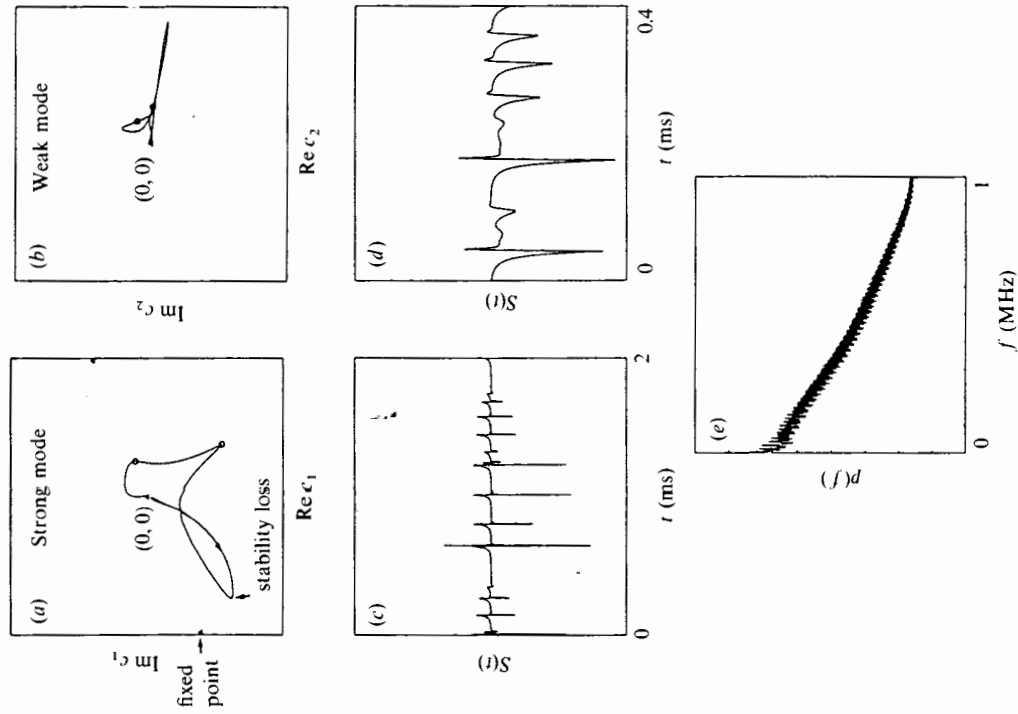 (a)
Strong mode
(0, 0)
stability loss
fixed
point
Im c₁
Re c₁
(b)
Weak mode
(0, 0)
Im c₂
Re c₂
(c)
S(t)
0
2
t (ms)
(d)
S(t)
0
0.4
t (ms)
(e)
p(f)
0
1
f (MHz)